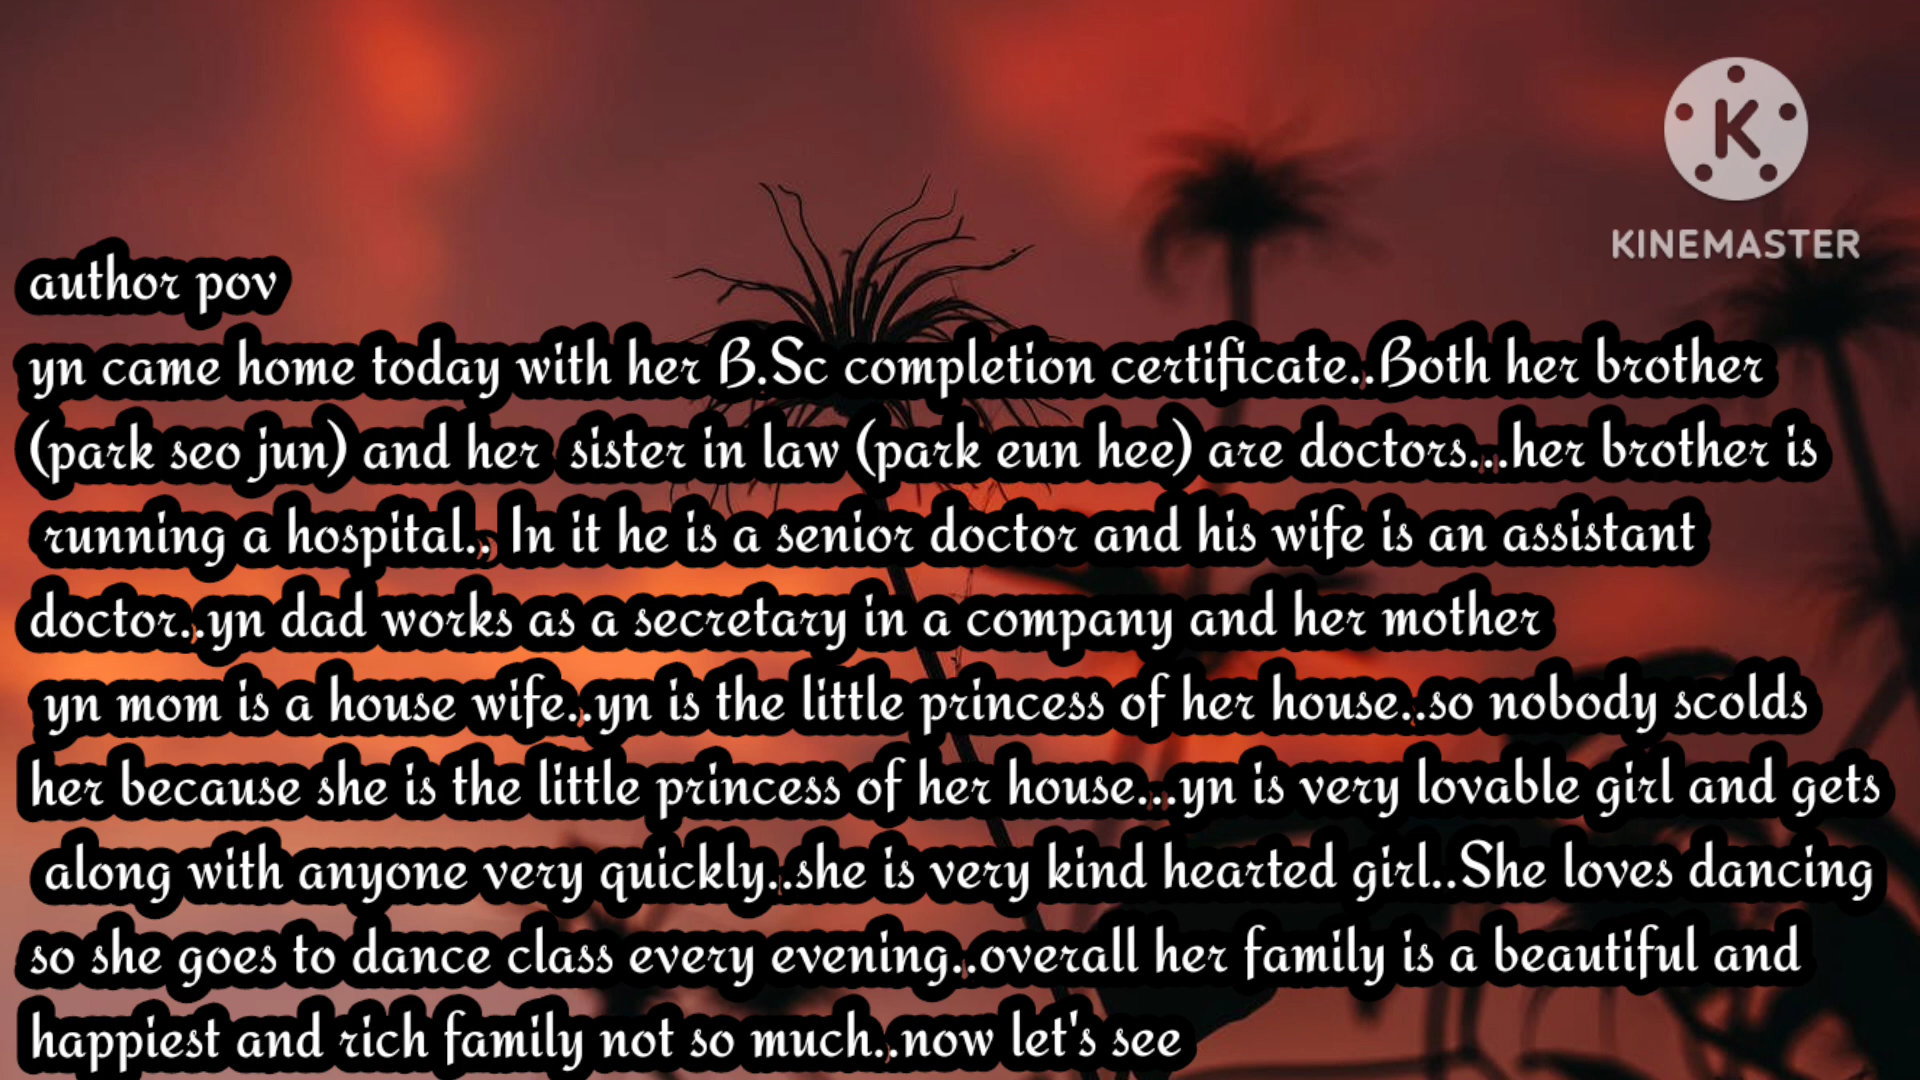 KINEMASTER
author pov
yn came home today with her B.Sc completion certificate..Both her brother
(park seo jun) and her sister in law (park eun hee) are doctors...her brother is
running a hospital.. In it he is a senior doctor and his wife is an assistant
doctor..yn dad works as a secretary in a company and her mother
yn mom is a house wife..yn is the little princess of her house..so nobody scolds
her because she is the little princess of her house...yn is very lovable girl and gets
along with anyone very quickly..she is very kind hearted girl..She loves dancing
so she goes to dance class every evening..overall her family is a beautiful and
happiest and rich family not so much..now let's see